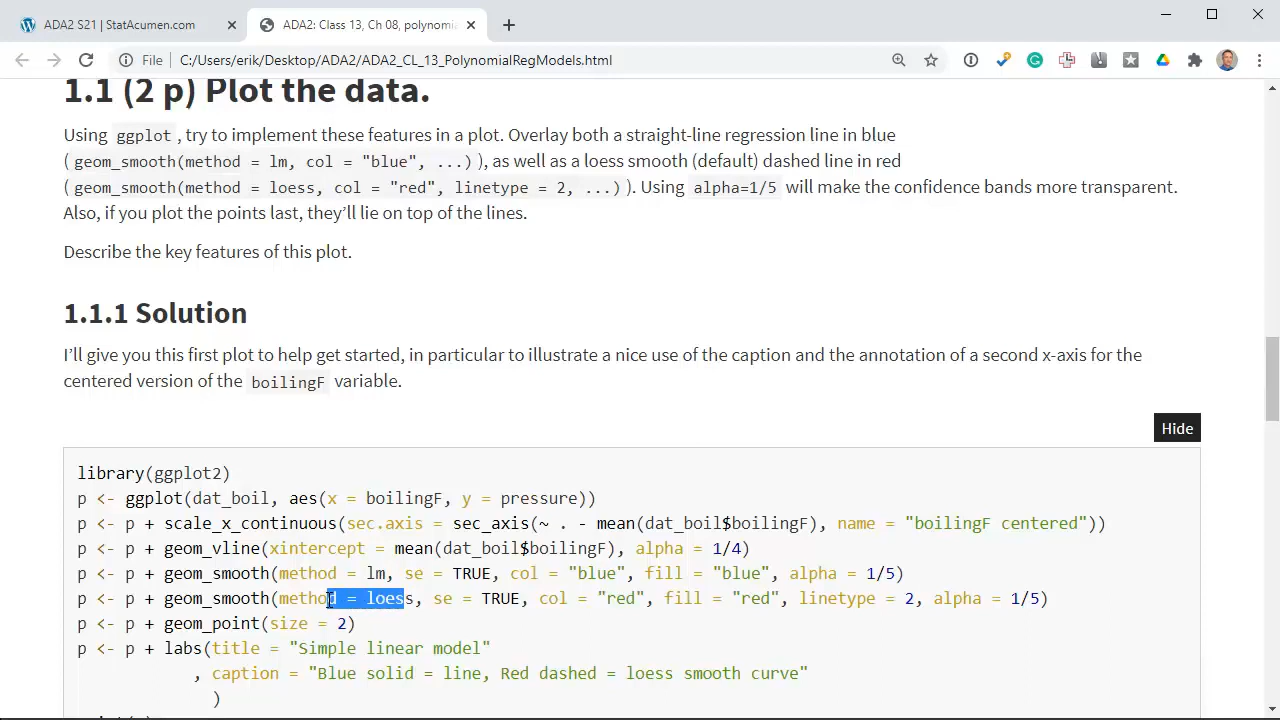 ADA2 S21 | StatAcumen.com
ADA2: Class 13, Ch 08, polynomia
File
C:/Users/erik/Desktop/ADA2/ADA2_CL_13_PolynomialRegModels.html
1.1 (2 p) Plot the data.
Using ggplot , try to implement these features in a plot. Overlay both a straight-line regression line in blue
( geom_smooth(method = lm, col = "blue", ...) ), as well as a loess smooth (default) dashed line in red
( geom_smooth(method = loess, col = "red", linetype = 2, ...) ). Using alpha=1/5 will make the confidence bands more transparent.
Also, if you plot the points last, they'll lie on top of the lines.
Describe the key features of this plot.
1.1.1 Solution
I'll give you this first plot to help get started, in particular to illustrate a nice use of the caption and the annotation of a second x-axis for the
centered version of the boilingF variable.
Hide
library(ggplot2)
p <- ggplot(dat_boil, aes(x = boilingF, y = pressure))
p <- p + scale_x_continuous(sec.axis = sec_axis(~ . - mean(dat_boil$boilingF), name = "boilingF centered"))
p <- p + geom_vline(xintercept = mean(dat_boil$boilingF), alpha = 1/4)
p <- p + geom_smooth(method = lm, se = TRUE, col = "blue", fill = "blue", alpha = 1/5)
p <- p + geom_smooth(method = loess, se = TRUE, col = "red", fill = "red", linetype = 2, alpha = 1/5)
p <- p + geom_point(size = 2)
p <- p + labs(title = "Simple linear model"
, caption = "Blue solid = line, Red dashed = loess smooth curve"
)